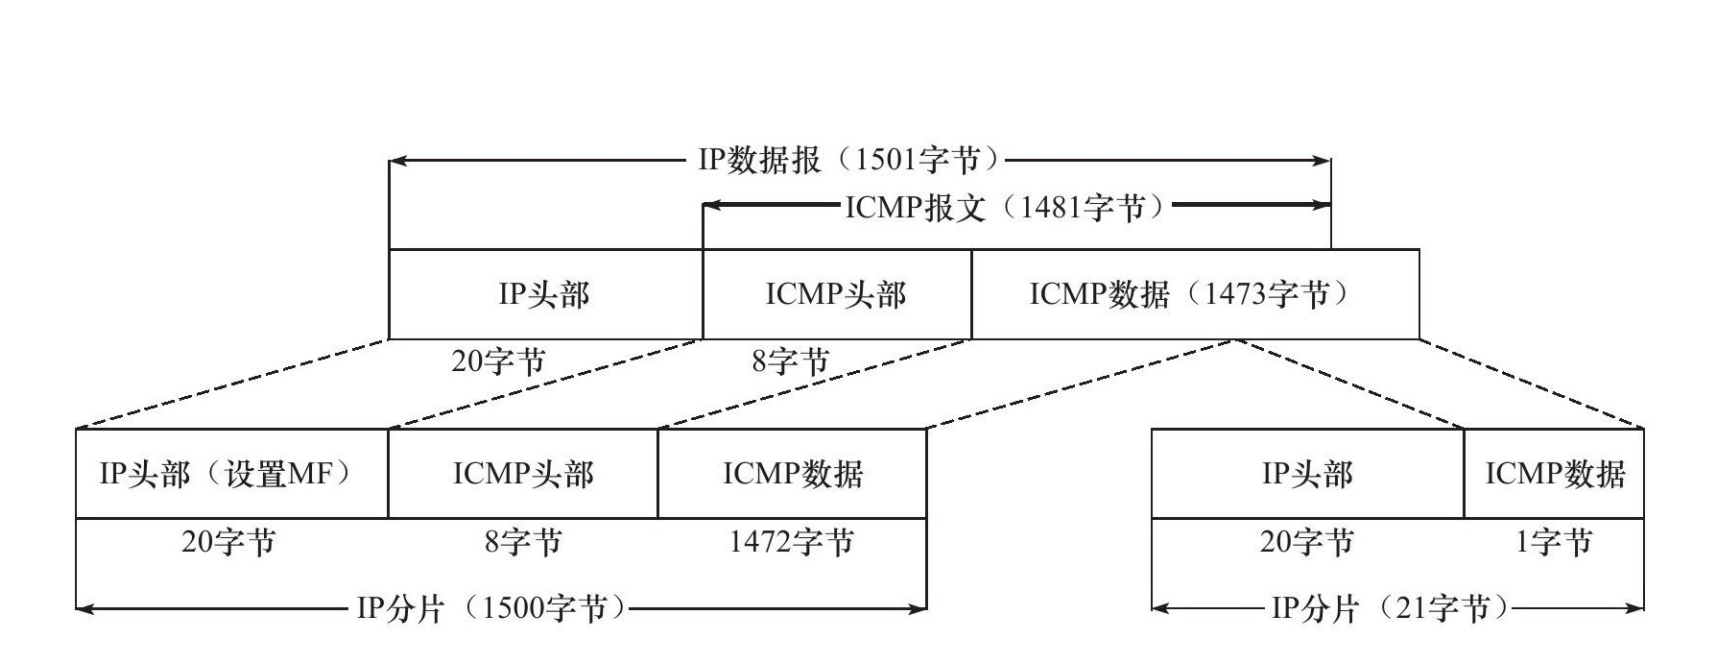 IP数据报（1501字节）
ICMP报文（1481字节）
IP头部 ICMP头部 ICMP数据（1473字节）
20字节 8字节
IP头部（设置MF） ICMP头部 ICMP数据 IP头部 ICMP数据
20字节 8字节 1472字节 20字节 1字节
IP分片（1500字节） IP分片（21字节）